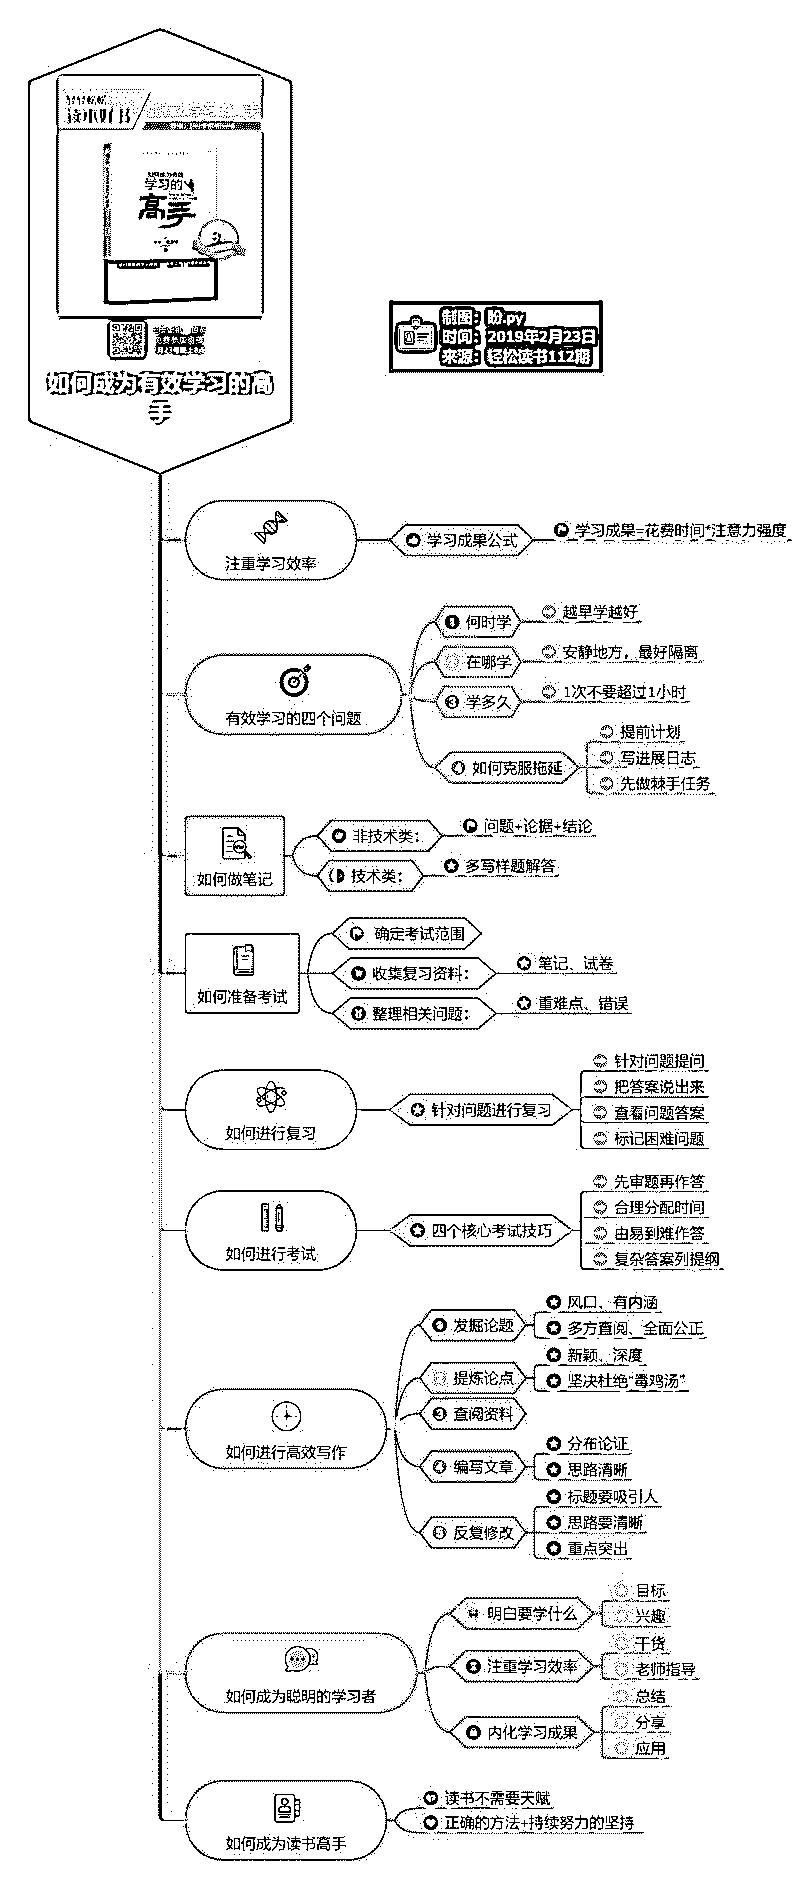 读本好书
学习的
高手
如何成为有效学习的高
手
制图：盼.py
时间：2019年2月23日
来源：轻松读书112期
注重学习效率
学习成果公式
学习成果=花费时间*注意力强度
有效学习的四个问题
何时学
越早学越好
在哪学
安静地方，最好隔离
学多久
1次不要超过1小时
如何克服拖延
提前计划
写进展日志
先做棘手任务
如何做笔记
非技术类：
问题+论据+结论
技术类：
多写样题解答
如何准备考试
确定考试范围
收集复习资料：
笔记、试卷
整理相关问题：
重难点、错误
如何进行复习
针对问题进行复习
针对问题提问
把答案说出来
查看问题答案
标记困难问题
如何进行考试
四个核心考试技巧
先审题再作答
合理分配时间
由易到难作答
复杂答案列提纲
如何进行高效写作
发掘论题
风口、有内涵
多方查阅、全面公正
提炼论点
新颖、深度
坚决杜绝“毒鸡汤”
查阅资料
编写文章
分布论证
思路清晰
反复修改
标题要吸引人
思路要清晰
重点突出
如何成为聪明的学习者
明白要学什么
目标
兴趣
注重学习效率
干货
老师指导
内化学习成果
总结
分享
应用
如何成为读书高手
读书不需要天赋
正确的方法+持续努力的坚持